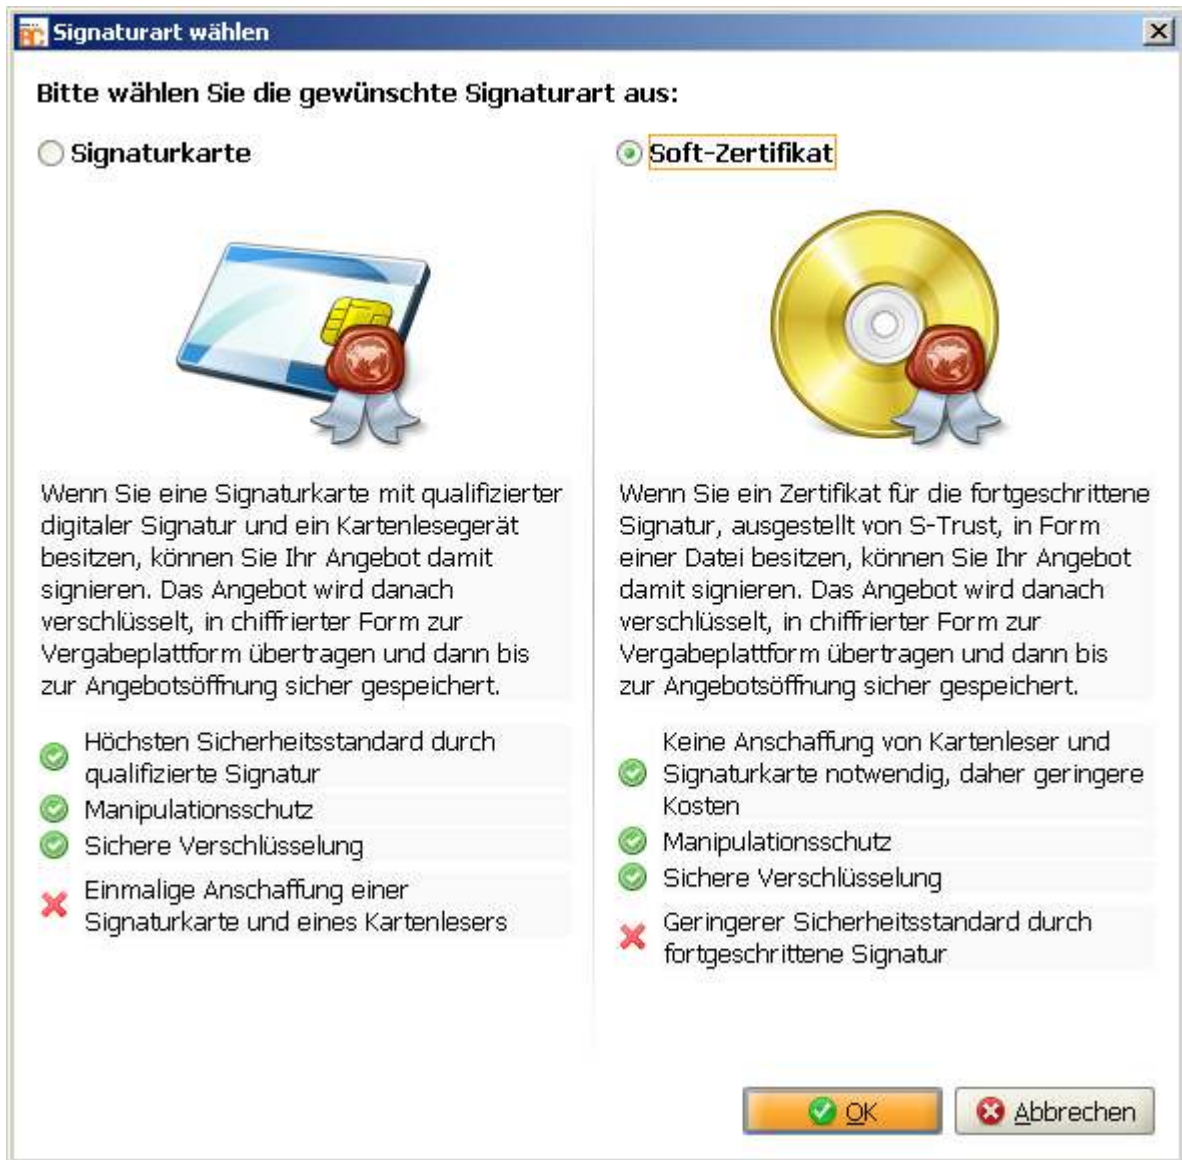 Signaturart wählen
Bitte wählen Sie die gewünschte Signaturart aus:
Signaturkarte
Wenn Sie eine Signaturkarte mit qualifizierter
digitaler Signatur und ein Kartenlesegerät
besitzen, können Sie Ihr Angebot damit
signieren. Das Angebot wird danach
verschlüsselt, in chiffrierter Form zur
Vergabeplattform übertragen und dann bis
zur Angebotsöffnung sicher gespeichert.
Höchsten Sicherheitsstandard durch
qualifizierte Signatur
Manipulationsschutz
Sichere Verschlüsselung
Einmalige Anschaffung einer
Signaturkarte und eines Kartenlesers
Soft-Zertifikat
Wenn Sie ein Zertifikat für die fortgeschrittene
Signatur, ausgestellt von S-Trust, in Form
einer Datei besitzen, können Sie Ihr Angebot
damit signieren. Das Angebot wird danach
verschlüsselt, in chiffrierter Form zur
Vergabeplattform übertragen und dann bis
zur Angebotsöffnung sicher gespeichert.
Keine Anschaffung von Kartenleser und
Signaturkarte notwendig, daher geringere
Kosten
Manipulationsschutz
Sichere Verschlüsselung
Geringerer Sicherheitsstandard durch
fortgeschrittene Signatur
OK
Abbrechen